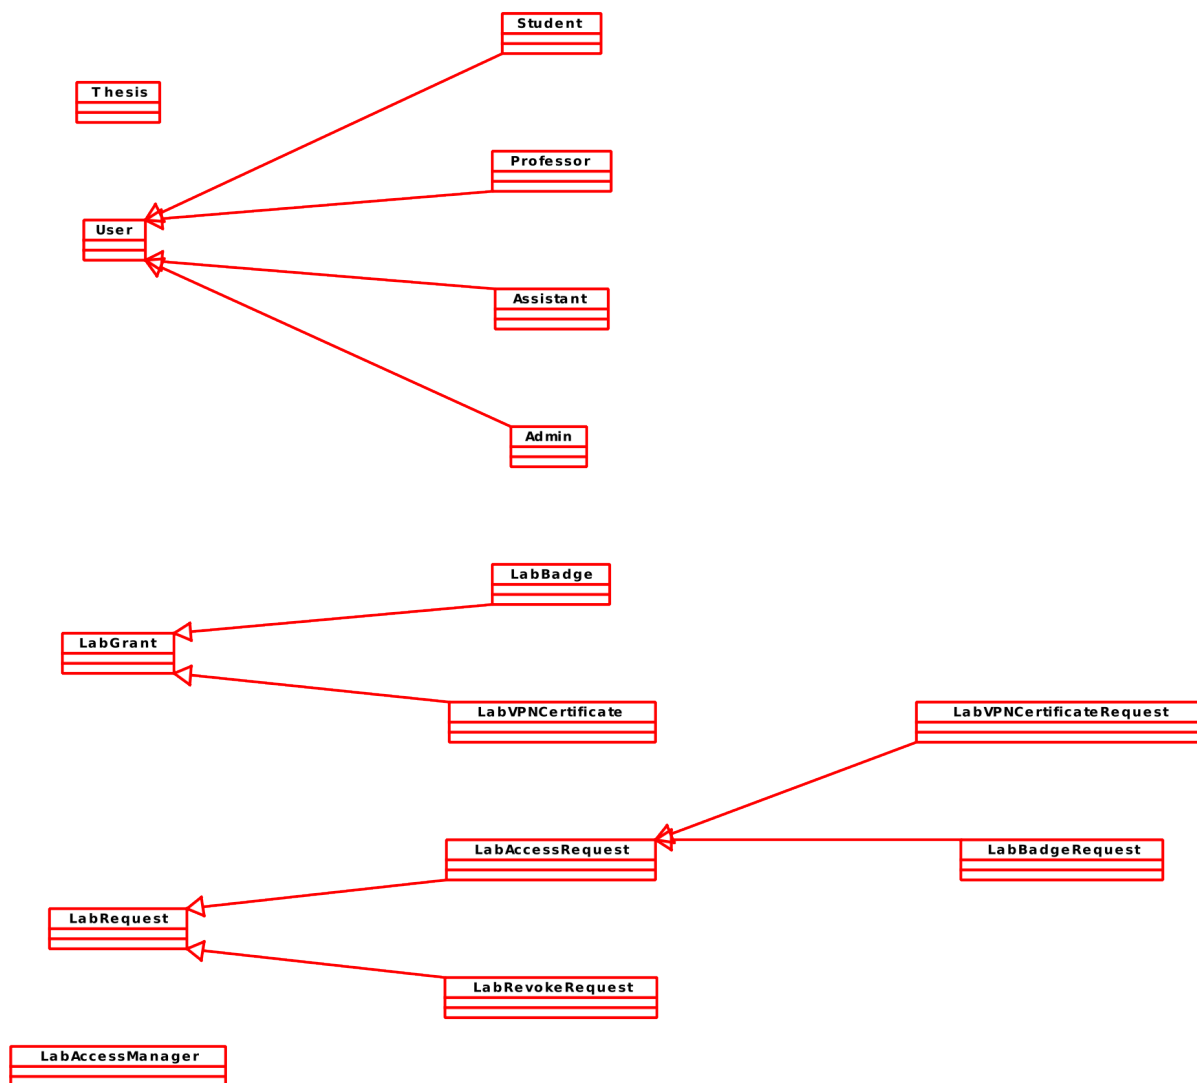 Student
Thesis
Professor
User
Assistant
Admin
LabBadge
LabGrant
LabVPNCertificate
LabVPNCertificateRequest
LabAccessRequest
LabBadgeRequest
LabRequest
LabRevokeRequest
LabAccessManager